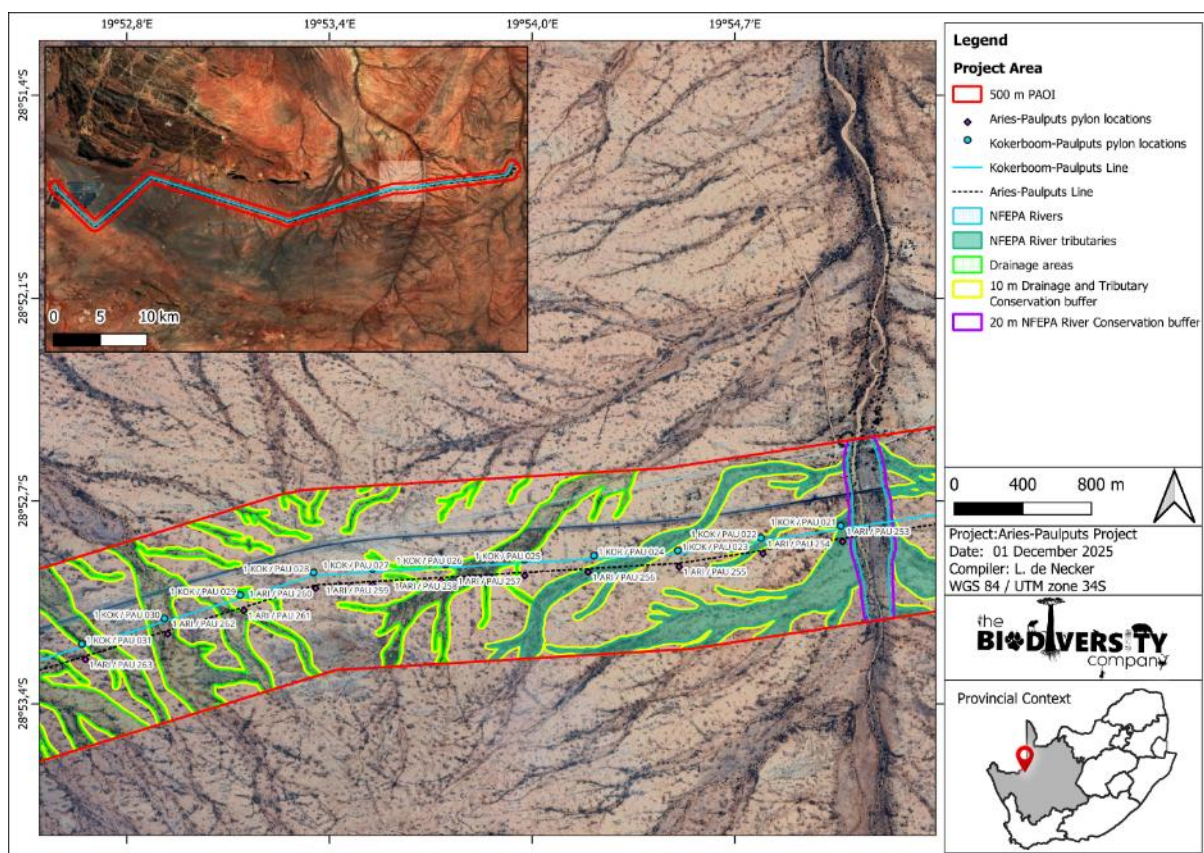 19°52,8'E
19°53,4'E
19°54,0'E
19°54,7'E
28°51,4'S
28°52,1'S
28°52,7'S
28°53,4'S
0 5 10 km
1 KOK / PAU 021
1 ARI / PAU 253
1 KOK / PAU 022
1 ARI / PAU 254
1 KOK / PAU 023
1 ARI / PAU 255
1 KOK / PAU 024
1 ARI / PAU 256
1 KOK / PAU 025
1 ARI / PAU 257
1 KOK / PAU 026
1 ARI / PAU 258
1 KOK / PAU 027
1 ARI / PAU 259
1 KOK / PAU 028
1 ARI / PAU 260
1 KOK / PAU 029
1 ARI / PAU 261
1 KOK / PAU 030
1 ARI / PAU 262
1 KOK / PAU 031
1 ARI / PAU 263
Legend
Project Area
500 m PAOI
Aries-Paulputs pylon locations
Kokerboom-Paulputs pylon locations
Kokerboom-Paulputs Line
Aries-Paulputs Line
NFEPA Rivers
NFEPA River tributaries
Drainage areas
10 m Drainage and Tributary
Conservation buffer
20 m NFEPA River Conservation buffer
0 400 800 m
Project:Aries-Paulputs Project
Date: 01 December 2025
Compiler: L. de Necker
WGS 84 / UTM zone 34S
the
BIODIVERSITY
company
Provincial Context